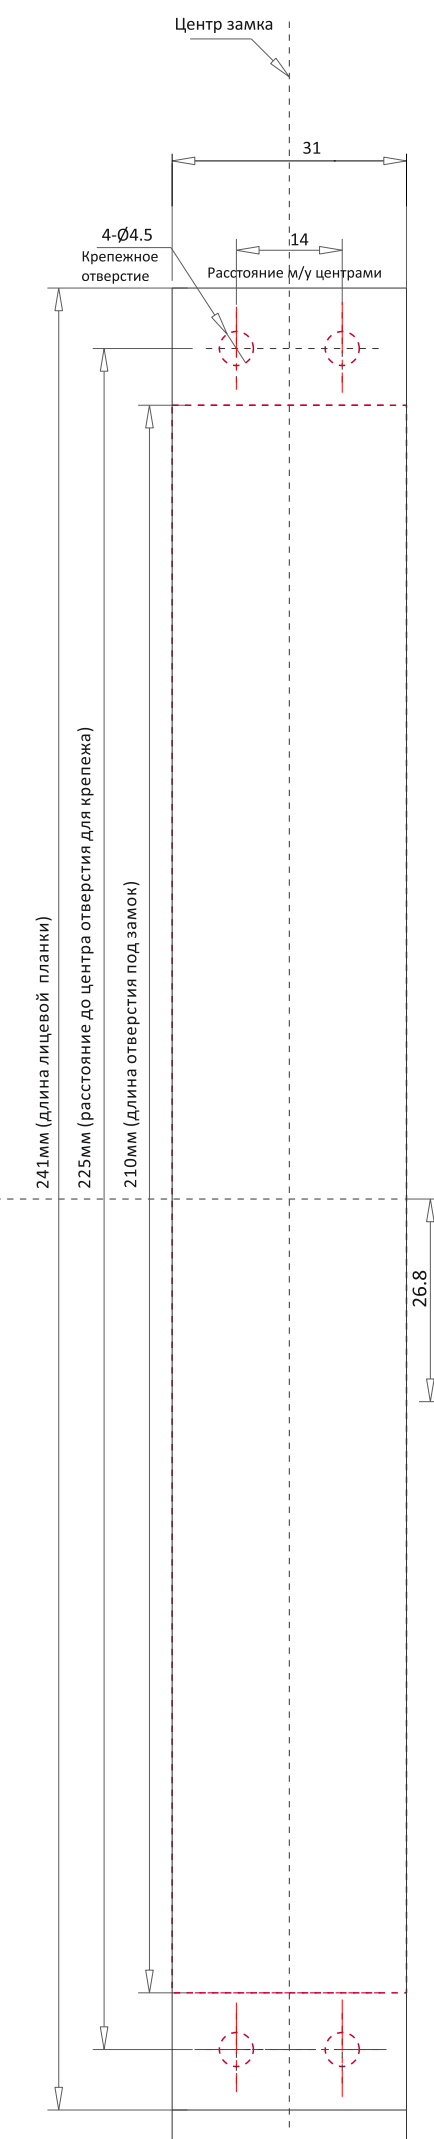 Центр замка
31
4-Ø4.5
14
Крепежное
отверстие
Расстояние м/у центрами
241мм (длина лицевой планки)
225мм (расстояние до центра отверстия для крепежа)
210мм (длина отверстия под замок)
26.8